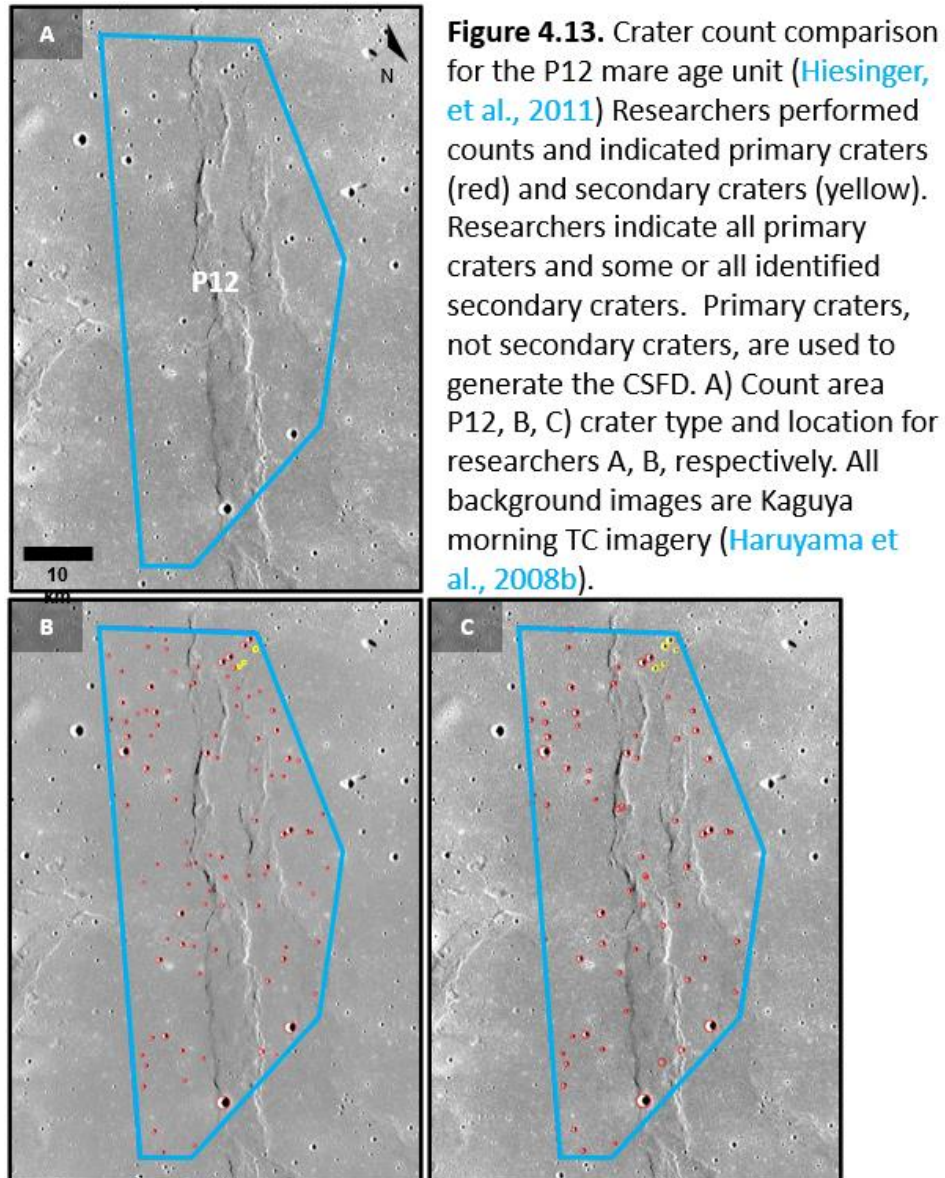 A
N
P12
10
km
Figure 4.13. Crater count comparison
for the P12 mare age unit (Hiesinger,
et al., 2011) Researchers performed
counts and indicated primary craters
(red) and secondary craters (yellow).
Researchers indicate all primary
craters and some or all identified
secondary craters.  Primary craters,
not secondary craters, are used to
generate the CSFD. A) Count area
P12, B, C) crater type and location for
researchers A, B, respectively. All
background images are Kaguya
morning TC imagery (Haruyama et
al., 2008b).
B
C